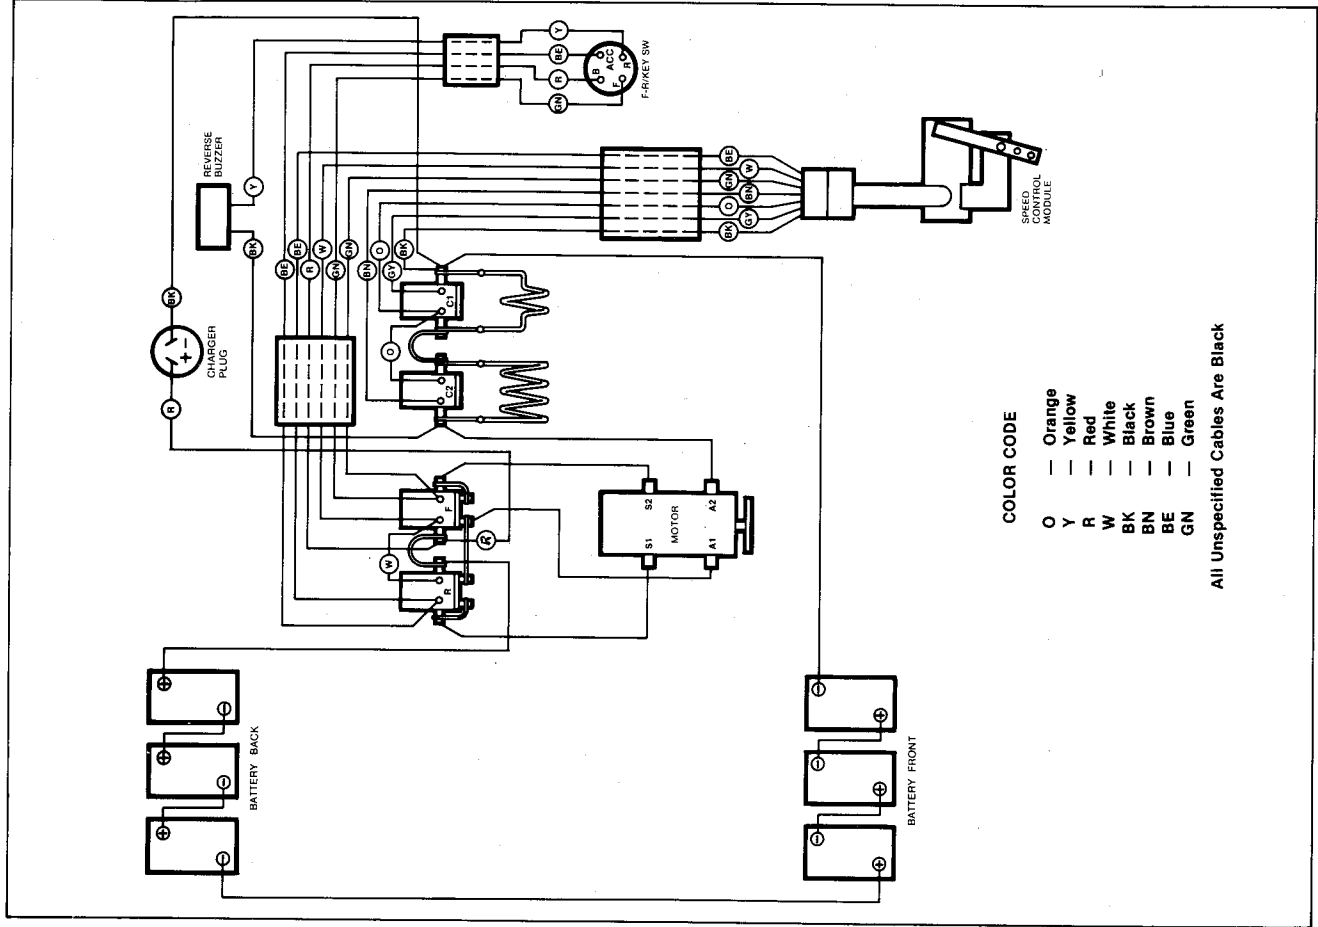 Y
BE
R
GN
ACC
B
R
F
F-R/KEY SW
REVERSE
BUZZER
Y
BK
BK
CHARGER
PLUG
R
BE
BE
R
W
GN
GN
BN
O
GY
BK
BE
W
GN
BN
O
GY
BK
SPEED
CONTROL
MODULE
C1
O
C2
F
R
W
R
S2
A2
MOTOR
S1
A1
BATTERY BACK
BATTERY FRONT
COLOR CODE
O — Orange
Y — Yellow
R — Red
W — White
BK — Black
BN — Brown
BE — Blue
GN — Green
All Unspecified Cables Are Black